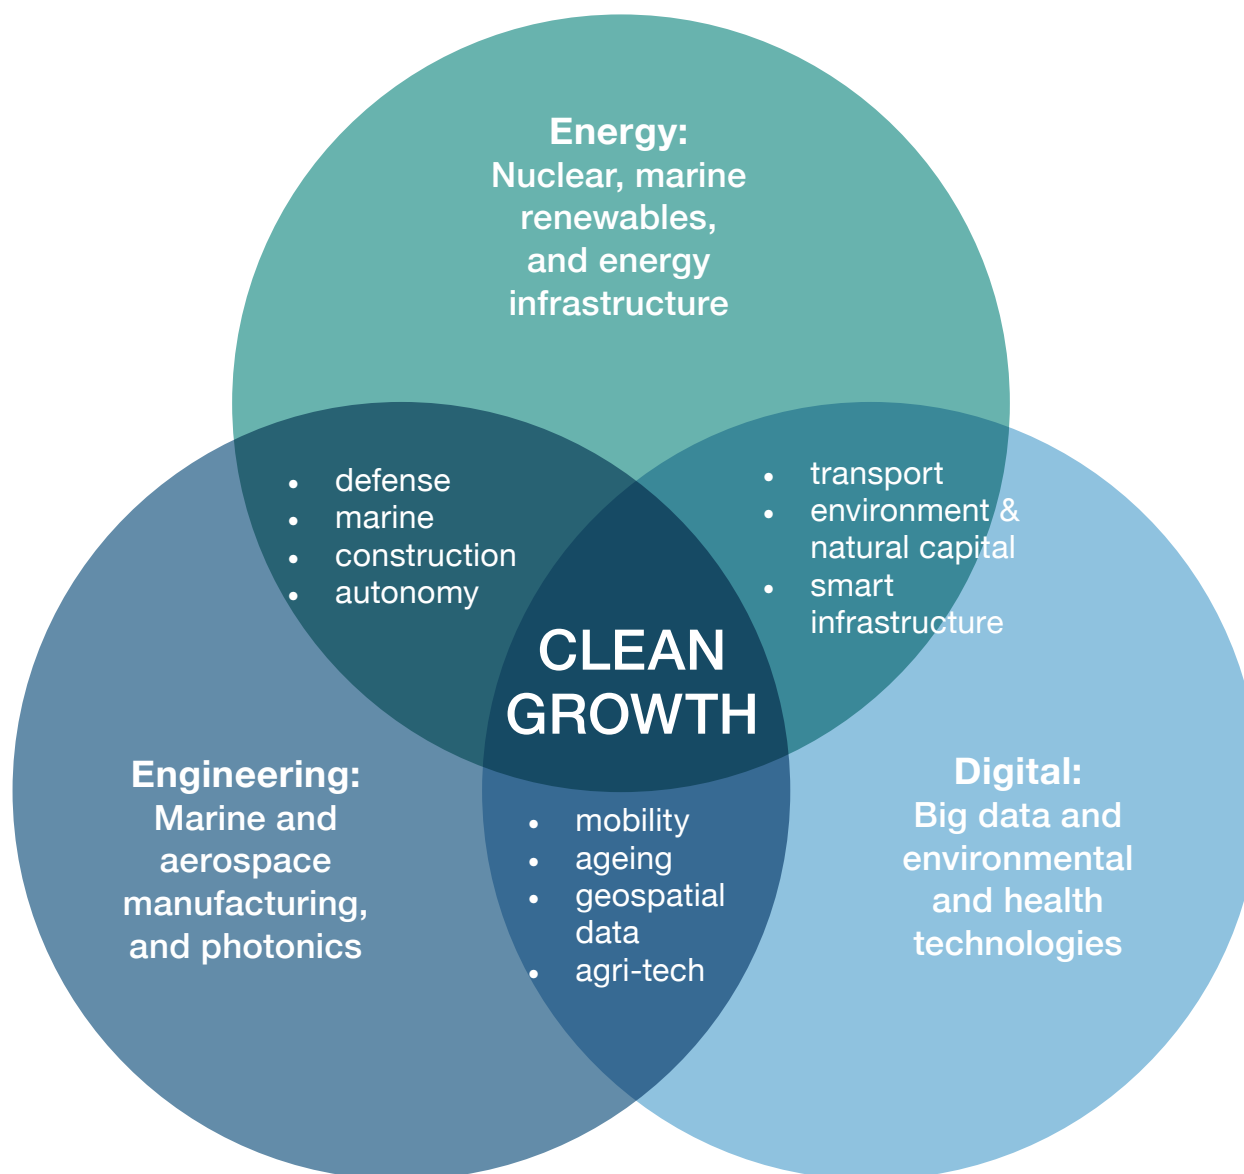 Energy:
Nuclear, marine
renewables,
and energy
infrastructure
• defense
• marine
• construction
• autonomy
• transport
• environment &
natural capital
• smart
infrastructure
CLEAN
GROWTH
Engineering:
Marine and
aerospace
manufacturing,
and photonics
• mobility
• ageing
• geospatial
data
• agri-tech
Digital:
Big data and
environmental
and health
technologies